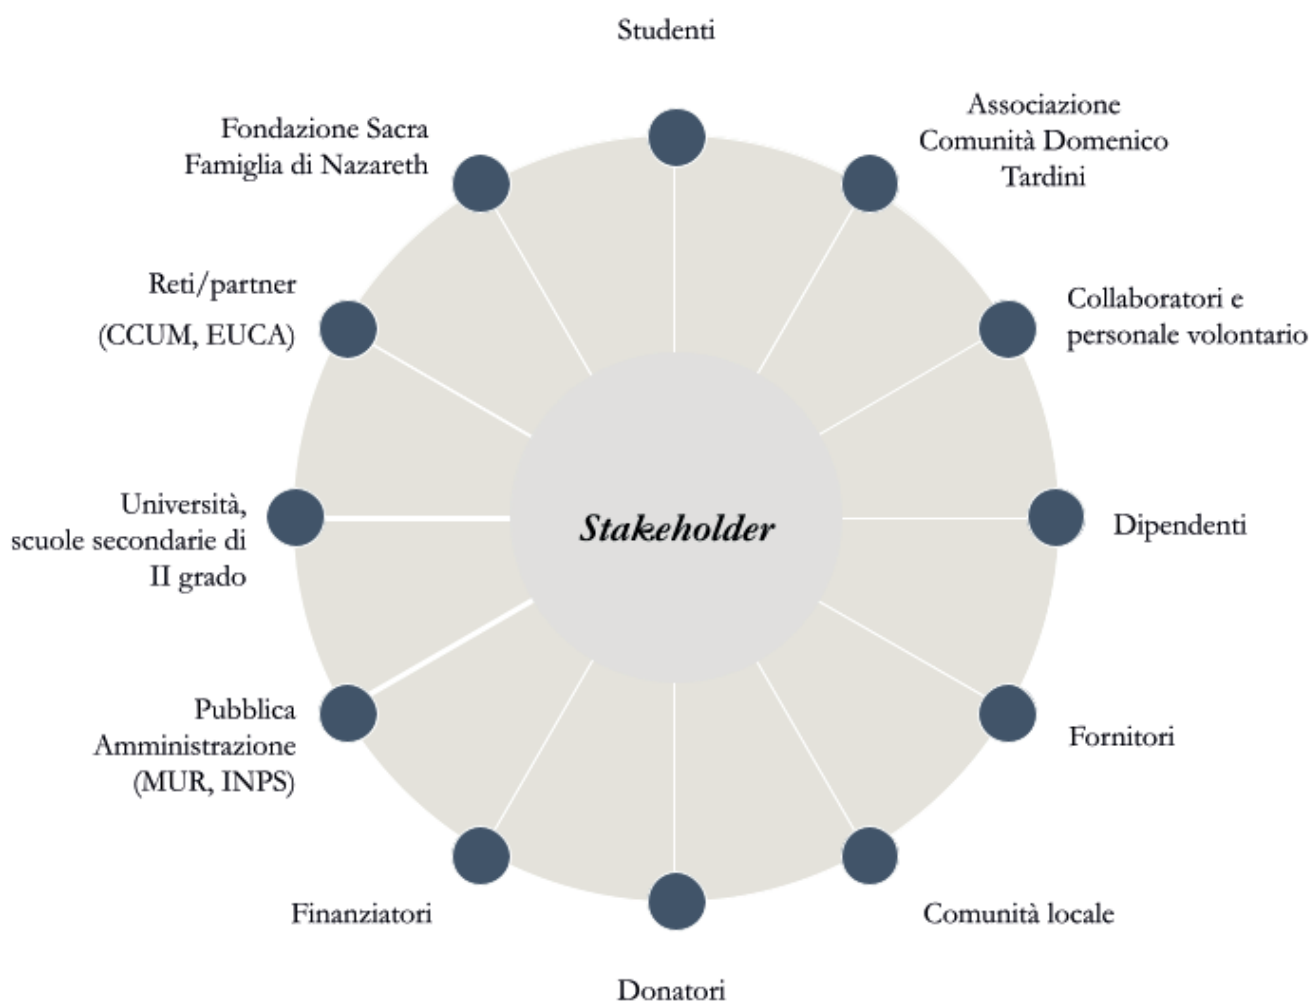 Studenti
Associazione
Comunità Domenico
Tardini
Collaboratori e
personale volontario
Dipendenti
Fornitori
Comunità locale
Donatori
Finanziatori
Pubblica
Amministrazione
(MUR, INPS)
Università,
scuole secondarie di
II grado
Reti/partner
(CCUM, EUCA)
Fondazione Sacra
Famiglia di Nazareth
Stakeholder